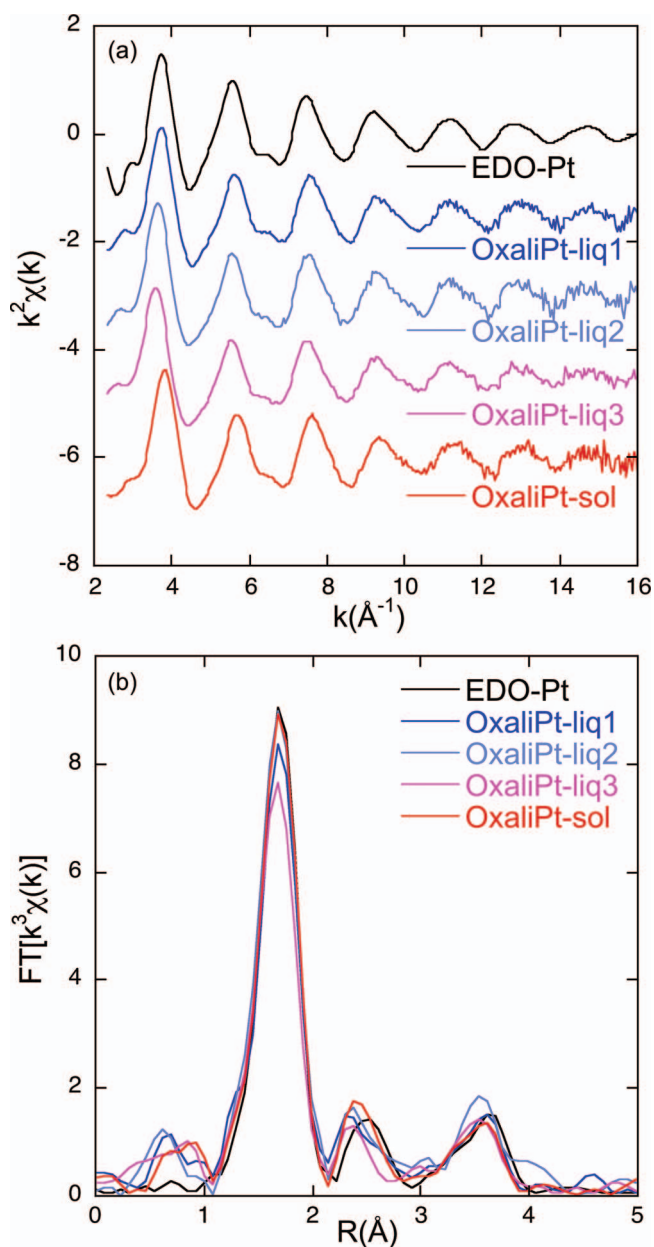 (a)
2
0
-2
-4
-6
-8
k²χ(k)
EDO-Pt
OxaliPt-liq1
OxaliPt-liq2
OxaliPt-liq3
OxaliPt-sol
2 4 6 8 10 12 14 16
k(Å⁻¹)
(b)
10
8
6
4
2
0
FT[k³χ(k)]
EDO-Pt
OxaliPt-liq1
OxaliPt-liq2
OxaliPt-liq3
OxaliPt-sol
0 1 2 3 4 5
R(Å)